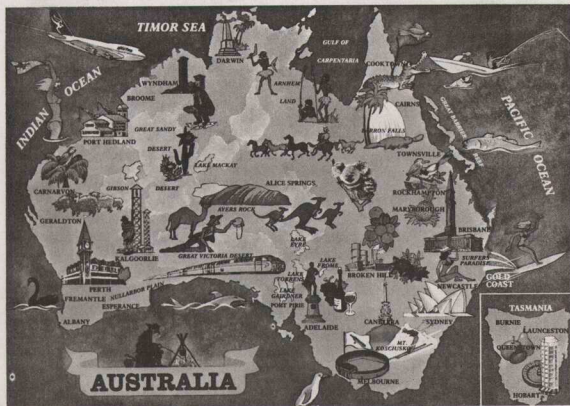 TIMOR SEA
DARWIN
GULF OF
CARPENTARIA
COOKTOWN
INDIAN OCEAN
WYNDHAM
ARNHEM
LAND
BROOME
CAIRNS
PACIFIC OCEAN
GREAT BARRIER
PORT HEDLAND
GREAT SANDY
DESERT
TOWNSVILLE
LAKE MACKAY
CARNARVON
GIBSON
DESERT
ALICE SPRINGS
ROCKHAMPTON
MARYBOROUGH
GERALDTON
AYERS ROCK
BRISBANE
KALGOORLIE
GREAT VICTORIA DESERT
LAKE
EYRE
LAKE
FROME
BROKEN HILL
SURFERS
PARADISE
GOLD
COAST
PERTH
FREMANTLE
NULLARBOR PLAIN
ESPERANCE
ALBANY
LAKE
TORRENS
LAKE
GAIRDNER
PORT PIRIE
NEWCASTLE
ADELAIDE
CANBERRA
SYDNEY
MT.
KOSCIUSKO
MELBOURNE
AUSTRALIA
TASMANIA
BURNIE
LAUNCESTON
QUEENSTOWN
HOBART